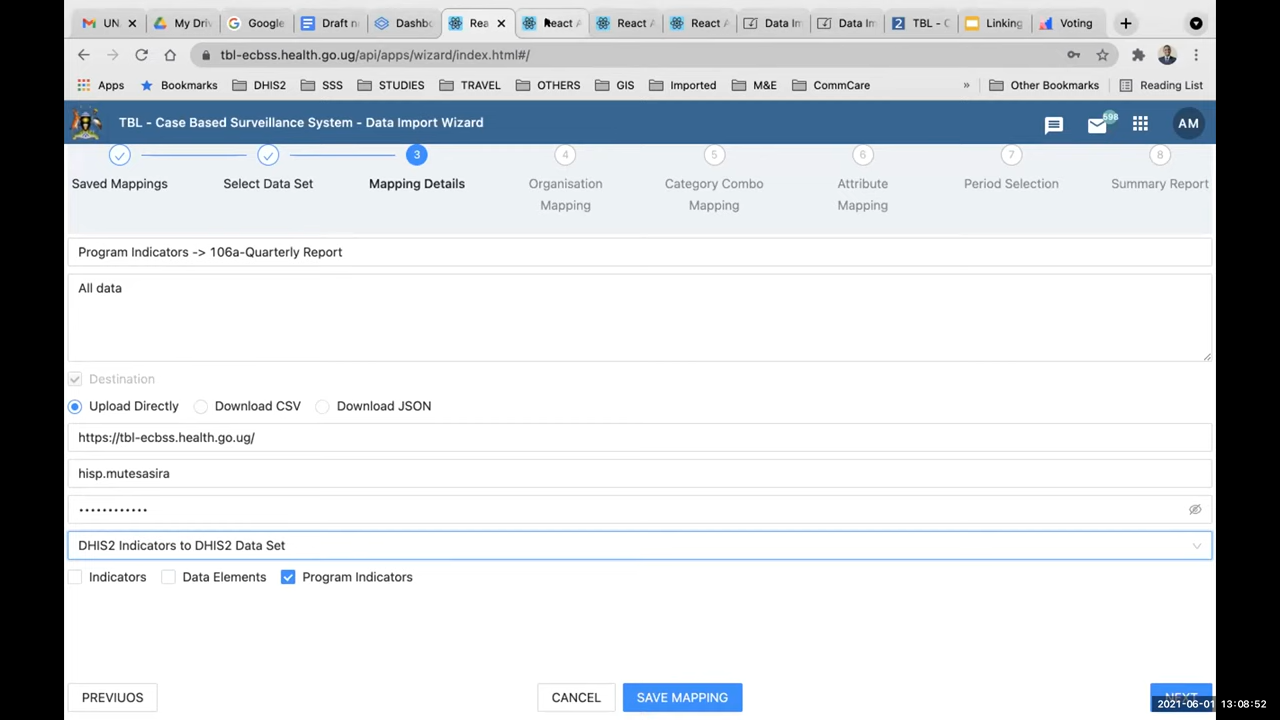 UN
My Driv
Google
Draft n
Dashbo
Rea
React
React
React
Data Im
Data Im
TBL - C
Linking
Voting
tbl-ecbss.health.go.ug/api/apps/wizard/index.html#/
Apps
Bookmarks
DHIS2
SSS
STUDIES
TRAVEL
OTHERS
GIS
Imported
M&E
CommCare
»
Other Bookmarks
Reading List
TBL - Case Based Surveillance System - Data Import Wizard
598
AM
3
4
5
6
7
8
Saved Mappings
Select Data Set
Mapping Details
Organisation
Mapping
Category Combo
Mapping
Attribute
Mapping
Period Selection
Summary Report
Program Indicators -> 106a-Quarterly Report
All data
Destination
Upload Directly
Download CSV
Download JSON
https://tbl-ecbss.health.go.ug/
hisp.mutesasira
••••••••••••
DHIS2 Indicators to DHIS2 Data Set
Indicators
Data Elements
Program Indicators
PREVIUOS
CANCEL
SAVE MAPPING
NEXT
2021-06-01 13:08:52